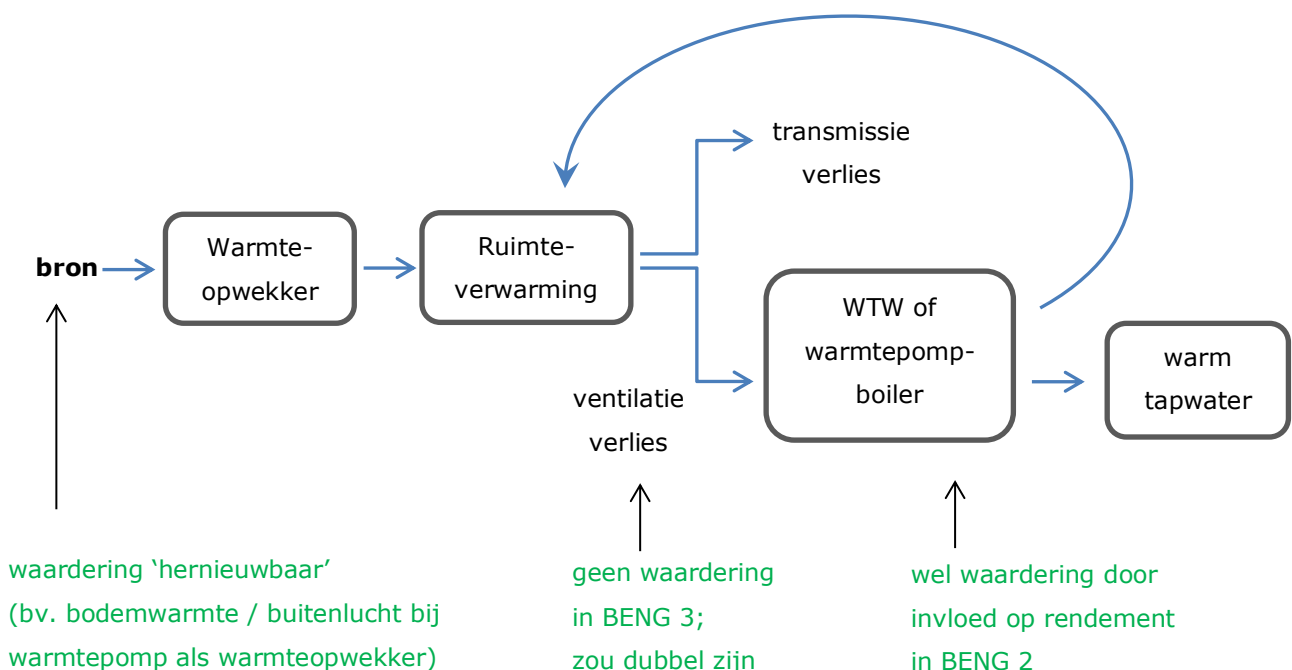 transmissie
verlies
bron
Warmte-
opwekker
Ruimte-
verwarming
WTW of
warmtepomp-
boiler
warm
tapwater
ventilatie
verlies
waardering ‘hernieuwbaar’
(bv. bodemwarmte / buitenlucht bij
warmtepomp als warmteopwekker)
geen waardering
in BENG 3;
zou dubbel zijn
wel waardering door
invloed op rendement
in BENG 2